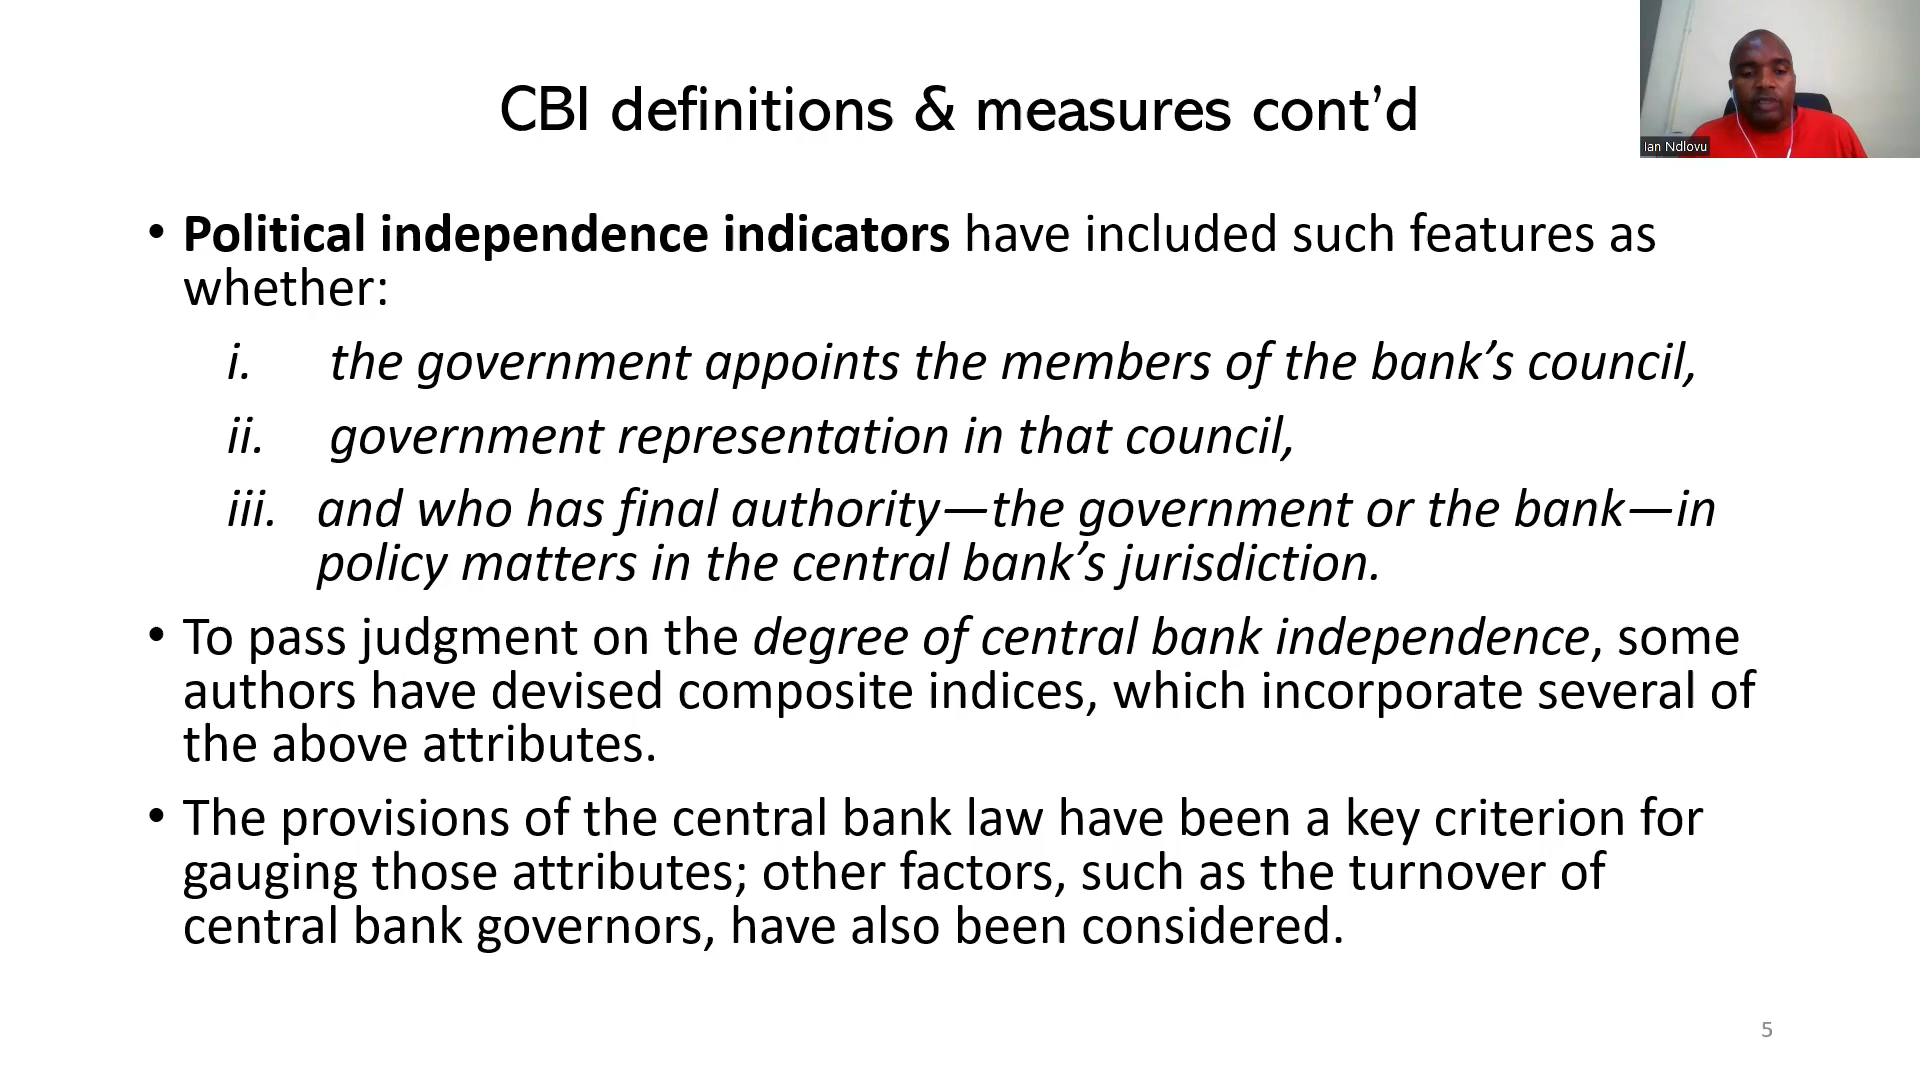 CBI definitions & measures cont’d
Ian Ndlovu
• Political independence indicators have included such features as
whether:
i. the government appoints the members of the bank’s council,
ii. government representation in that council,
iii. and who has final authority—the government or the bank—in
policy matters in the central bank’s jurisdiction.
• To pass judgment on the degree of central bank independence, some
authors have devised composite indices, which incorporate several of
the above attributes.
• The provisions of the central bank law have been a key criterion for
gauging those attributes; other factors, such as the turnover of
central bank governors, have also been considered.
5